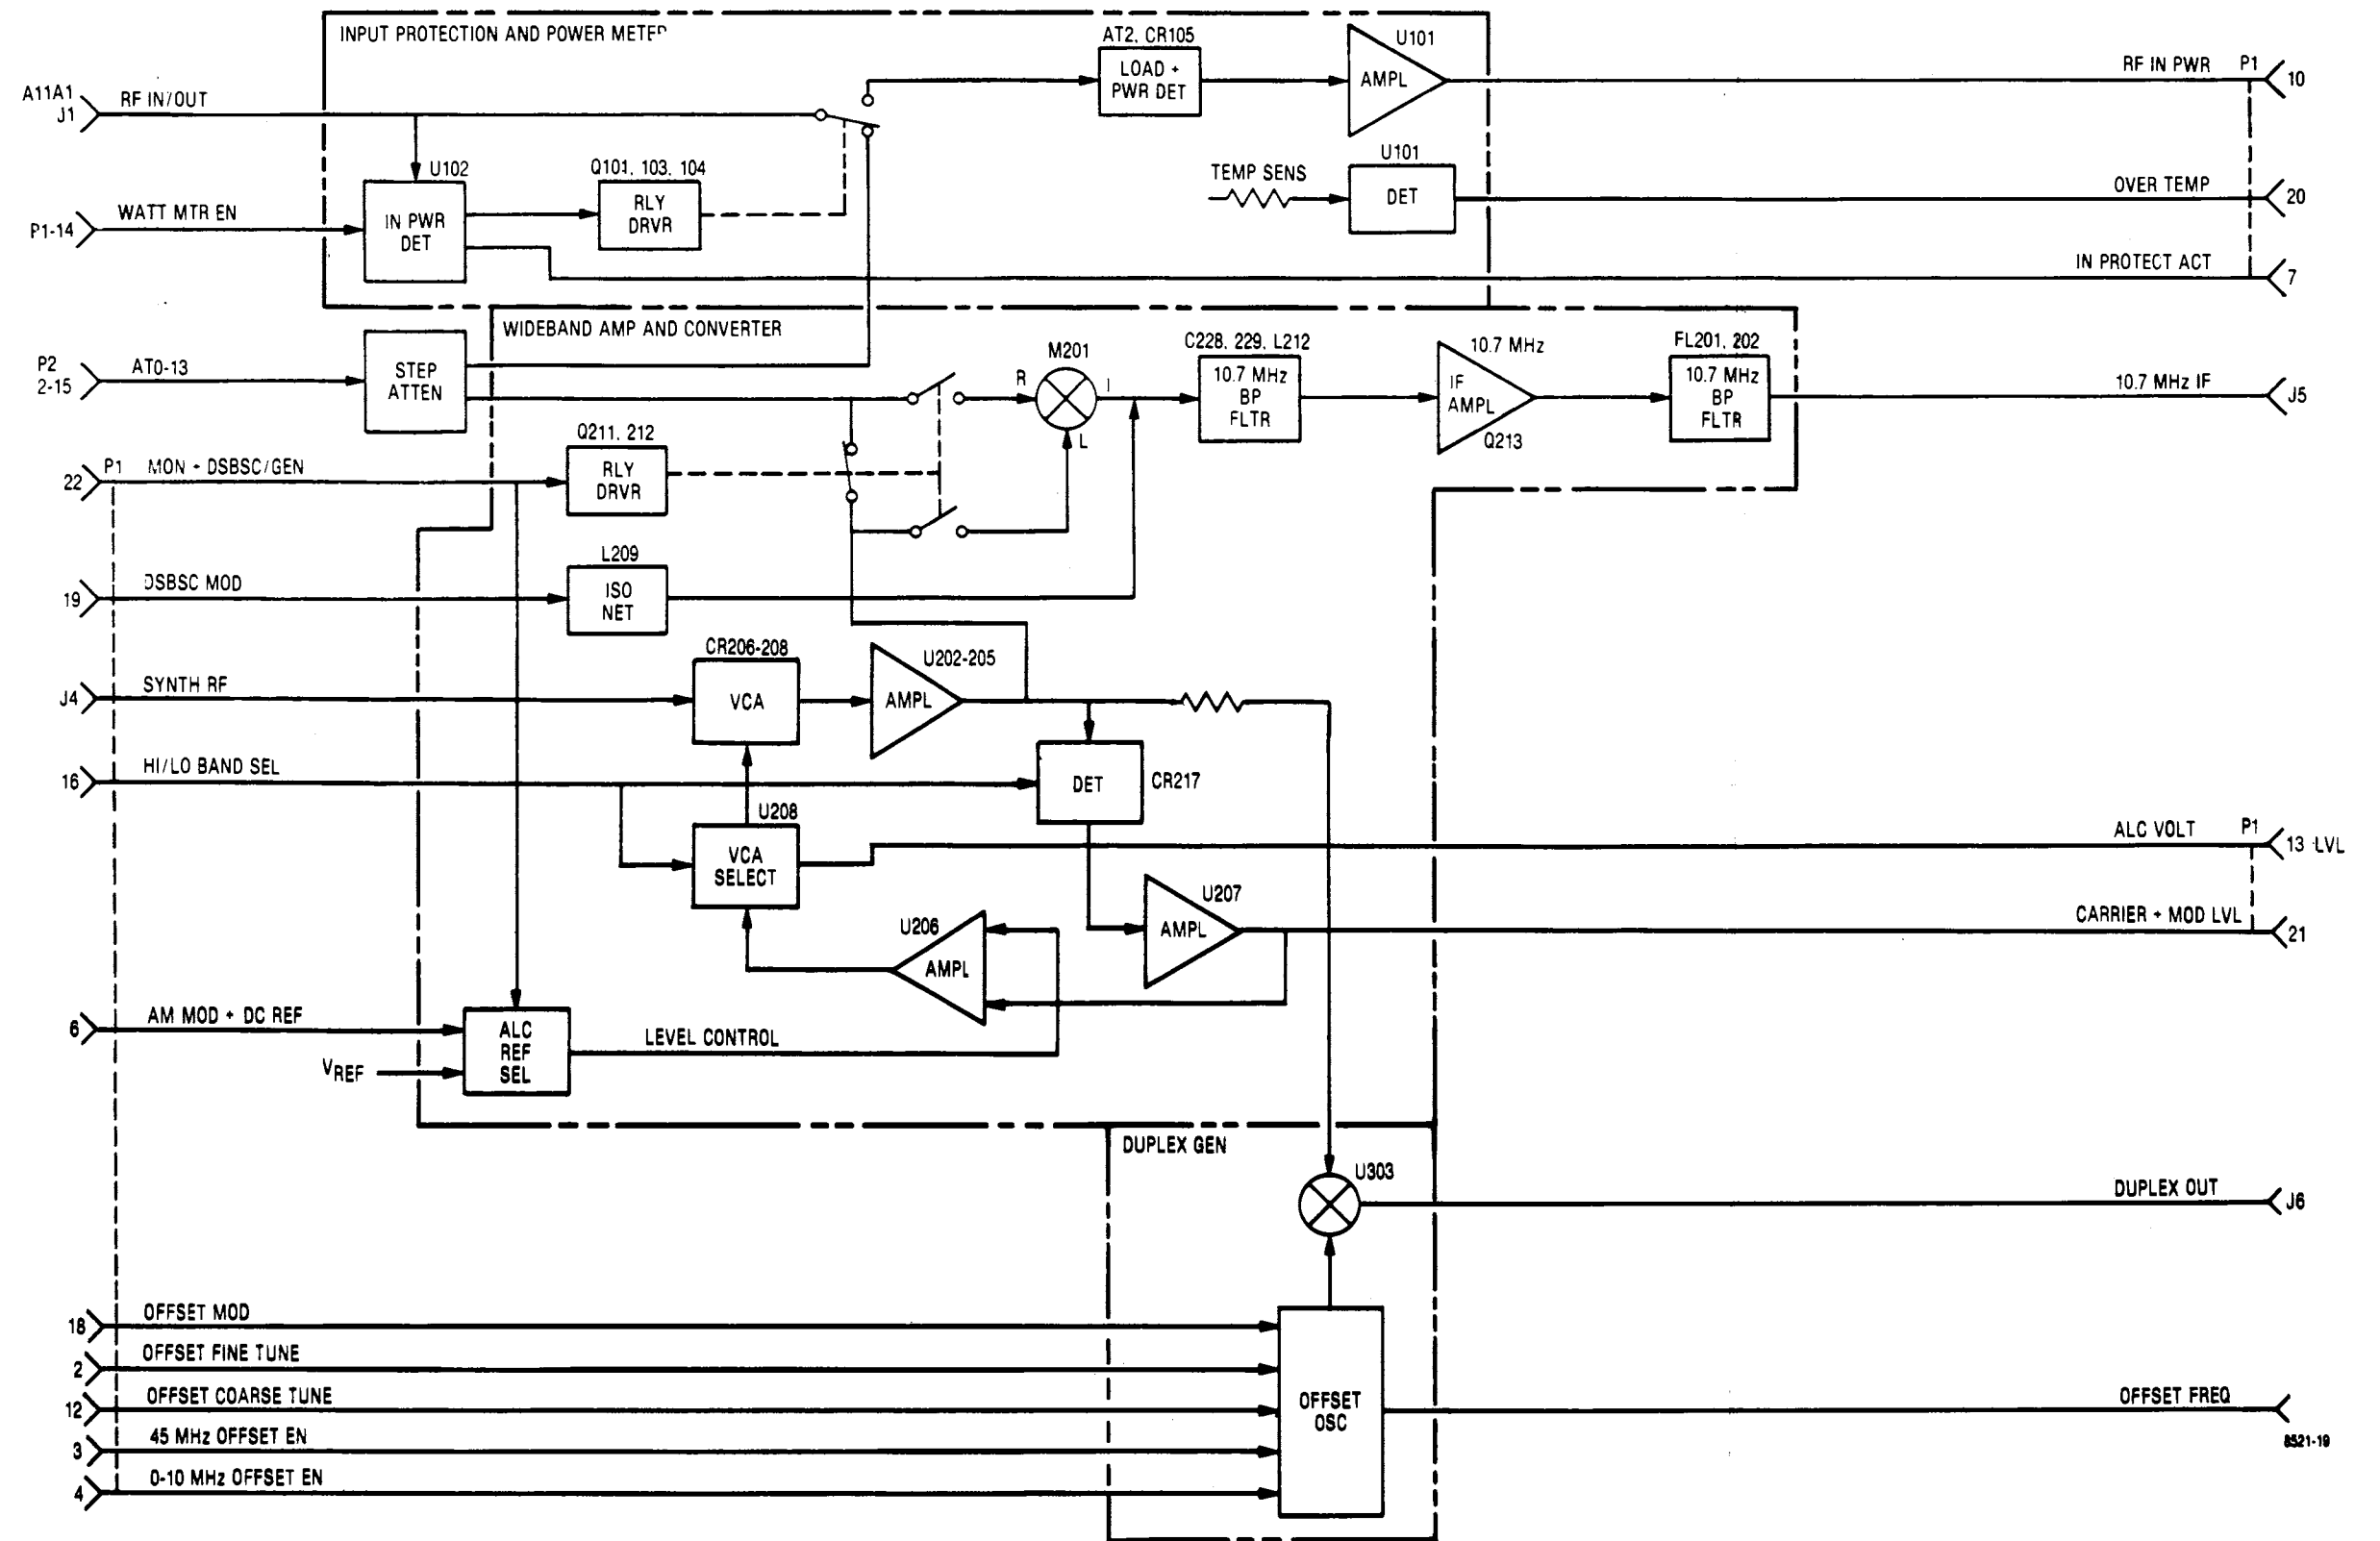 INPUT PROTECTION AND POWER METER
A11A1
J1
RF IN/OUT
AT2, CR105
LOAD +
PWR DET
U101
AMPL
RF IN PWR
P1
10
U102
IN PWR
DET
Q101, 103, 104
RLY
DRVR
TEMP SENS
U101
DET
OVER TEMP
20
P1-14
WATT MTR EN
IN PROTECT ACT
7
WIDEBAND AMP AND CONVERTER
P2
2-15
AT0-13
STEP
ATTEN
M201
R
I
L
C228, 229, L212
10.7 MHz
BP
FLTR
10.7 MHz
IF
AMPL
Q213
FL201, 202
10.7 MHz
BP
FLTR
10.7 MHz IF
J5
22
P1
MON + DSBSC/GEN
Q211, 212
RLY
DRVR
19
DSBSC MOD
L209
ISO
NET
J4
SYNTH RF
CR206-208
VCA
U202-205
AMPL
16
HI/LO BAND SEL
DET
CR217
U208
VCA
SELECT
ALC VOLT
P1
13 LVL
U206
AMPL
U207
AMPL
CARRIER + MOD LVL
21
6
AM MOD + DC REF
VREF
ALC
REF
SEL
LEVEL CONTROL
DUPLEX GEN
U303
DUPLEX OUT
J6
18
OFFSET MOD
2
OFFSET FINE TUNE
12
OFFSET COARSE TUNE
3
45 MHz OFFSET EN
4
0-10 MHz OFFSET EN
OFFSET
OSC
OFFSET FREQ
8521-19